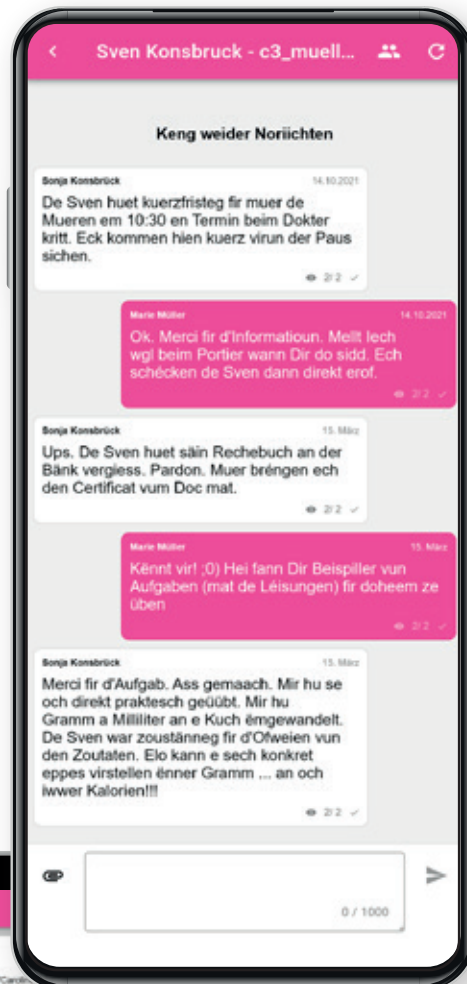 Sven Konsbruck - c3_muell...
Keng weider Noriichten
Sonja Konsbrück 14.10.2021
De Sven huet kuerzfristeg fir muer de
Mueren em 10:30 en Termin beim Dokter
kritt. Eck kommen hien kuerz virun der Paus
sichen.
2/2
Marie Müller 14.10.2021
Ok. Merci fir d'Informatioun. Mellt Iech
wgl beim Portier wann Dir do sidd. Ech
schécken de Sven dann direkt erof.
2/2
Sonja Konsbrück 15. März
Ups. De Sven huet säin Rechebuch an der
Bänk vergiess. Pardon. Muer bréngen ech
den Certificat vum Doc mat.
2/2
Marie Müller 15. März
Kënnt vir! ;0) Hei fann Dir Beispiller vun
Aufgaben (mat de Léisungen) fir doheem ze
üben
2/2
Sonja Konsbrück 15. März
Merci fir d'Aufgab. Ass gemaach. Mir hu se
och direkt praktesch geüübt. Mir hu
Gramm a Milliliter an e Kuch ëmgewandelt.
De Sven war zoustänneg fir d'Ofweien vun
den Zoutaten. Elo kann e sech konkret
eppes virstellen ënner Gramm ... an och
iwwer Kalorien!!!
2/2
0 / 1000